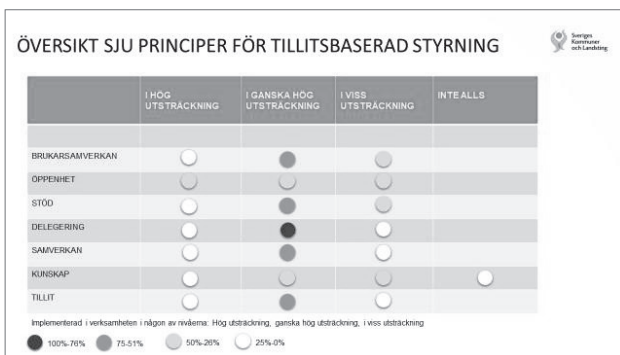 ÖVERSIKT SJU PRINCIPER FÖR TILLITSBASERAD STYRNING
Sveriges
Kommuner
och Landsting
I HÖG
UTSTRÄCKNING
I GANSKA HÖG
UTSTRÄCKNING
I VISS
UTSTRÄCKNING
INTE ALLS
BRUKARSAMVERKAN
ÖPPENHET
STÖD
DELEGERING
SAMVERKAN
KUNSKAP
TILLIT
Implementerad i verksamheten i någon av nivåerna: Hög utsträckning, ganska hög utsträckning, i viss utsträckning
100%-76% 75-51% 50%-26% 25%-0%